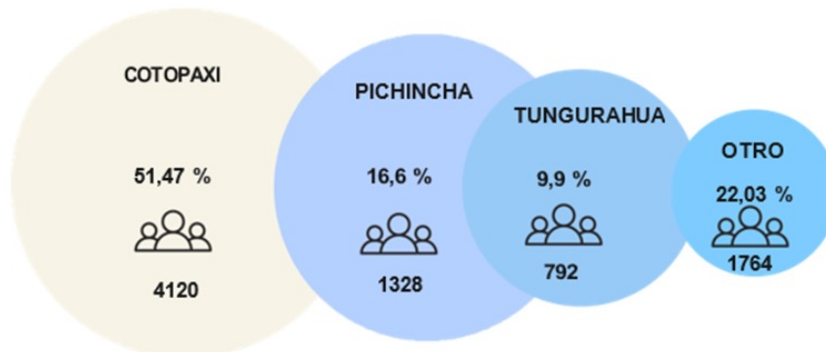 COTOPAXI
51,47 %
4120
PICHINCHA
16,6 %
1328
TUNGURAHUA
9,9 %
792
OTRO
22,03 %
1764